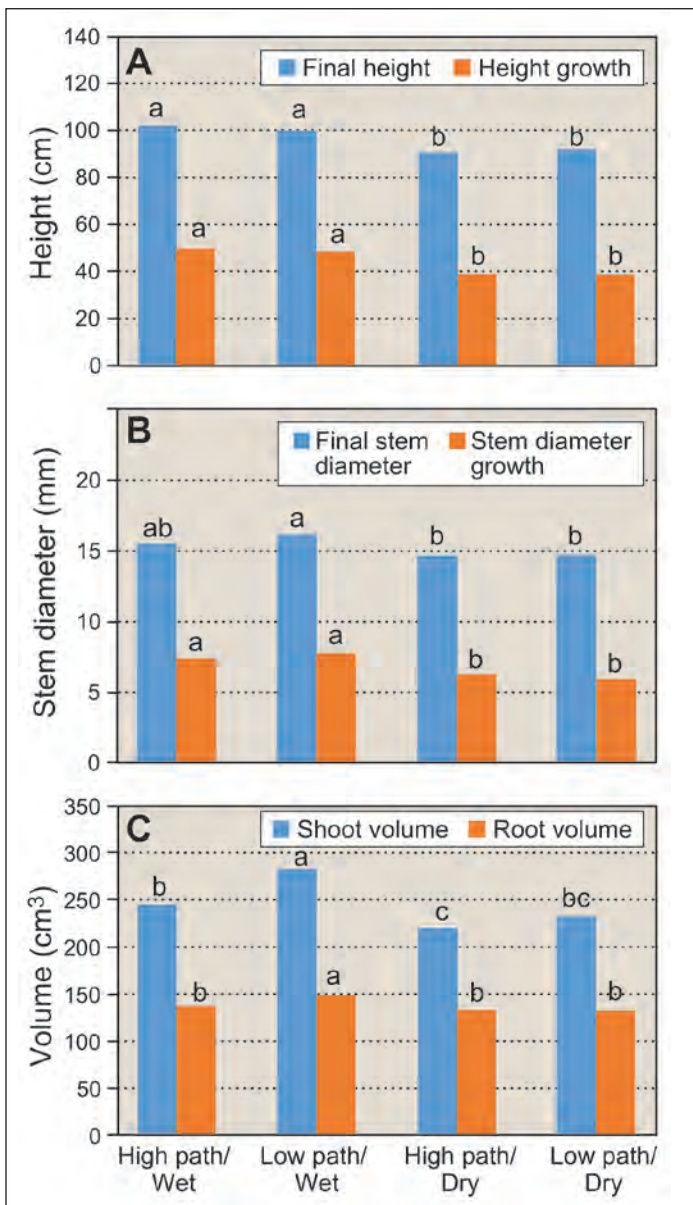 A
Final height Height growth
Height (cm)
140
120
100
80
60
40
20
0
a a b b
a a b b
B
Final stem diameter
Stem diameter growth
Stem diameter (mm)
20
15
10
5
0
ab a b b
a a b b
C
Shoot volume Root volume
Volume (cm³)
350
300
250
200
150
100
50
0
b a c bc
b a b b
High path/ Low path/ High path/ Low path/
Wet Wet Dry Dry